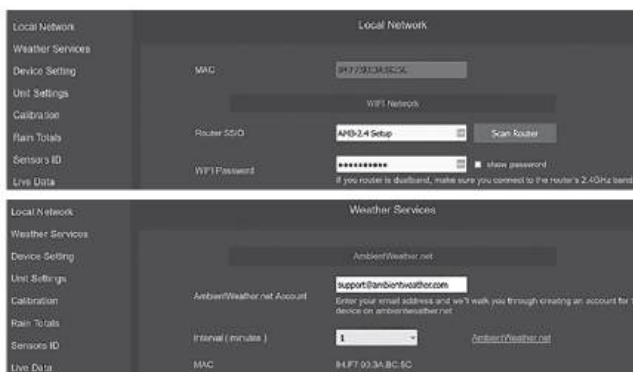 Local Network
Local Network
Weather Services
Device Setting
MAC
Unit Settings
WIFI Network
Calibration
Router SSID
AMB-2.4 Setup
Scan Router
Rain Totals
Sensors ID
WIFI Password
••••••••••
show password
If you router is dualband, make sure you connect to the router's 2.4GHz band
Live Data
Local Network
Weather Services
Weather Services
Device Setting
AmbientWeather.net
Unit Settings
support@ambientweather.com
Calibration
AmbientWeather.net Account
Enter your email address and we'll walk you through creating an account for
device on ambientweather.net
Rain Totals
Sensors ID
Interval ( minutes )
1
AmbientWeather.net
Live Data
MAC